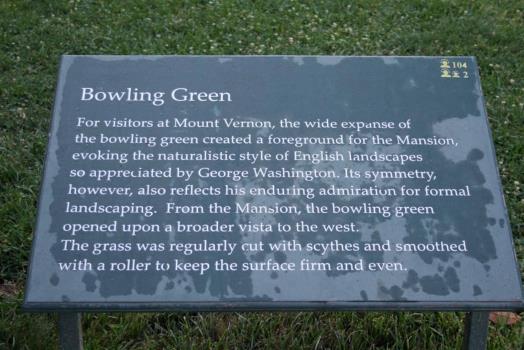 104
2
Bowling Green
For visitors at Mount Vernon, the wide expanse of
the bowling green created a foreground for the Mansion,
evoking the naturalistic style of English landscapes
so appreciated by George Washington. Its symmetry,
however, also reflects his enduring admiration for formal
landscaping. From the Mansion, the bowling green
opened upon a broader vista to the west.
The grass was regularly cut with scythes and smoothed
with a roller to keep the surface firm and even.